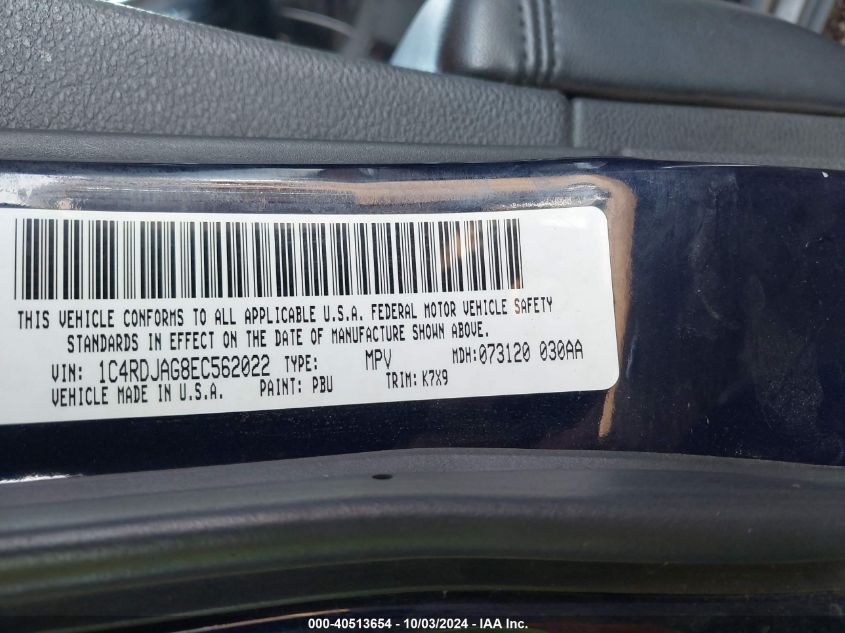 THIS VEHICLE CONFORMS TO ALL APPLICABLE U.S.A. FEDERAL MOTOR VEHICLE SAFETY
STANDARDS IN EFFECT ON THE DATE OF MANUFACTURE SHOWN ABOVE.
VIN: 1C4RDJAG8EC562022 TYPE: MPV MDH:073120 030AA
VEHICLE MADE IN U.S.A. PAINT: PBU TRIM: K7X9
000-40513654 - 10/03/2024 - IAA Inc.